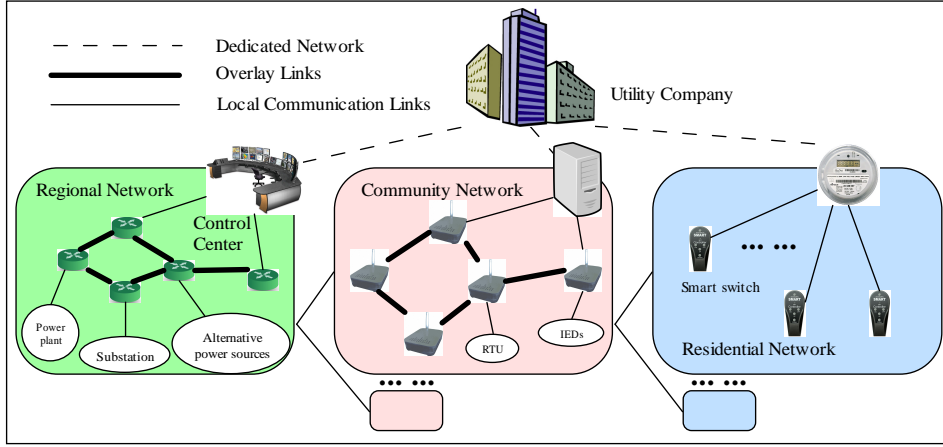 Dedicated Network
Overlay Links
Local Communication Links
Utility Company
Regional Network
Control
Center
Power
plant
Substation
Alternative
power sources
Community Network
RTU
IEDs
Smart switch
Residential Network